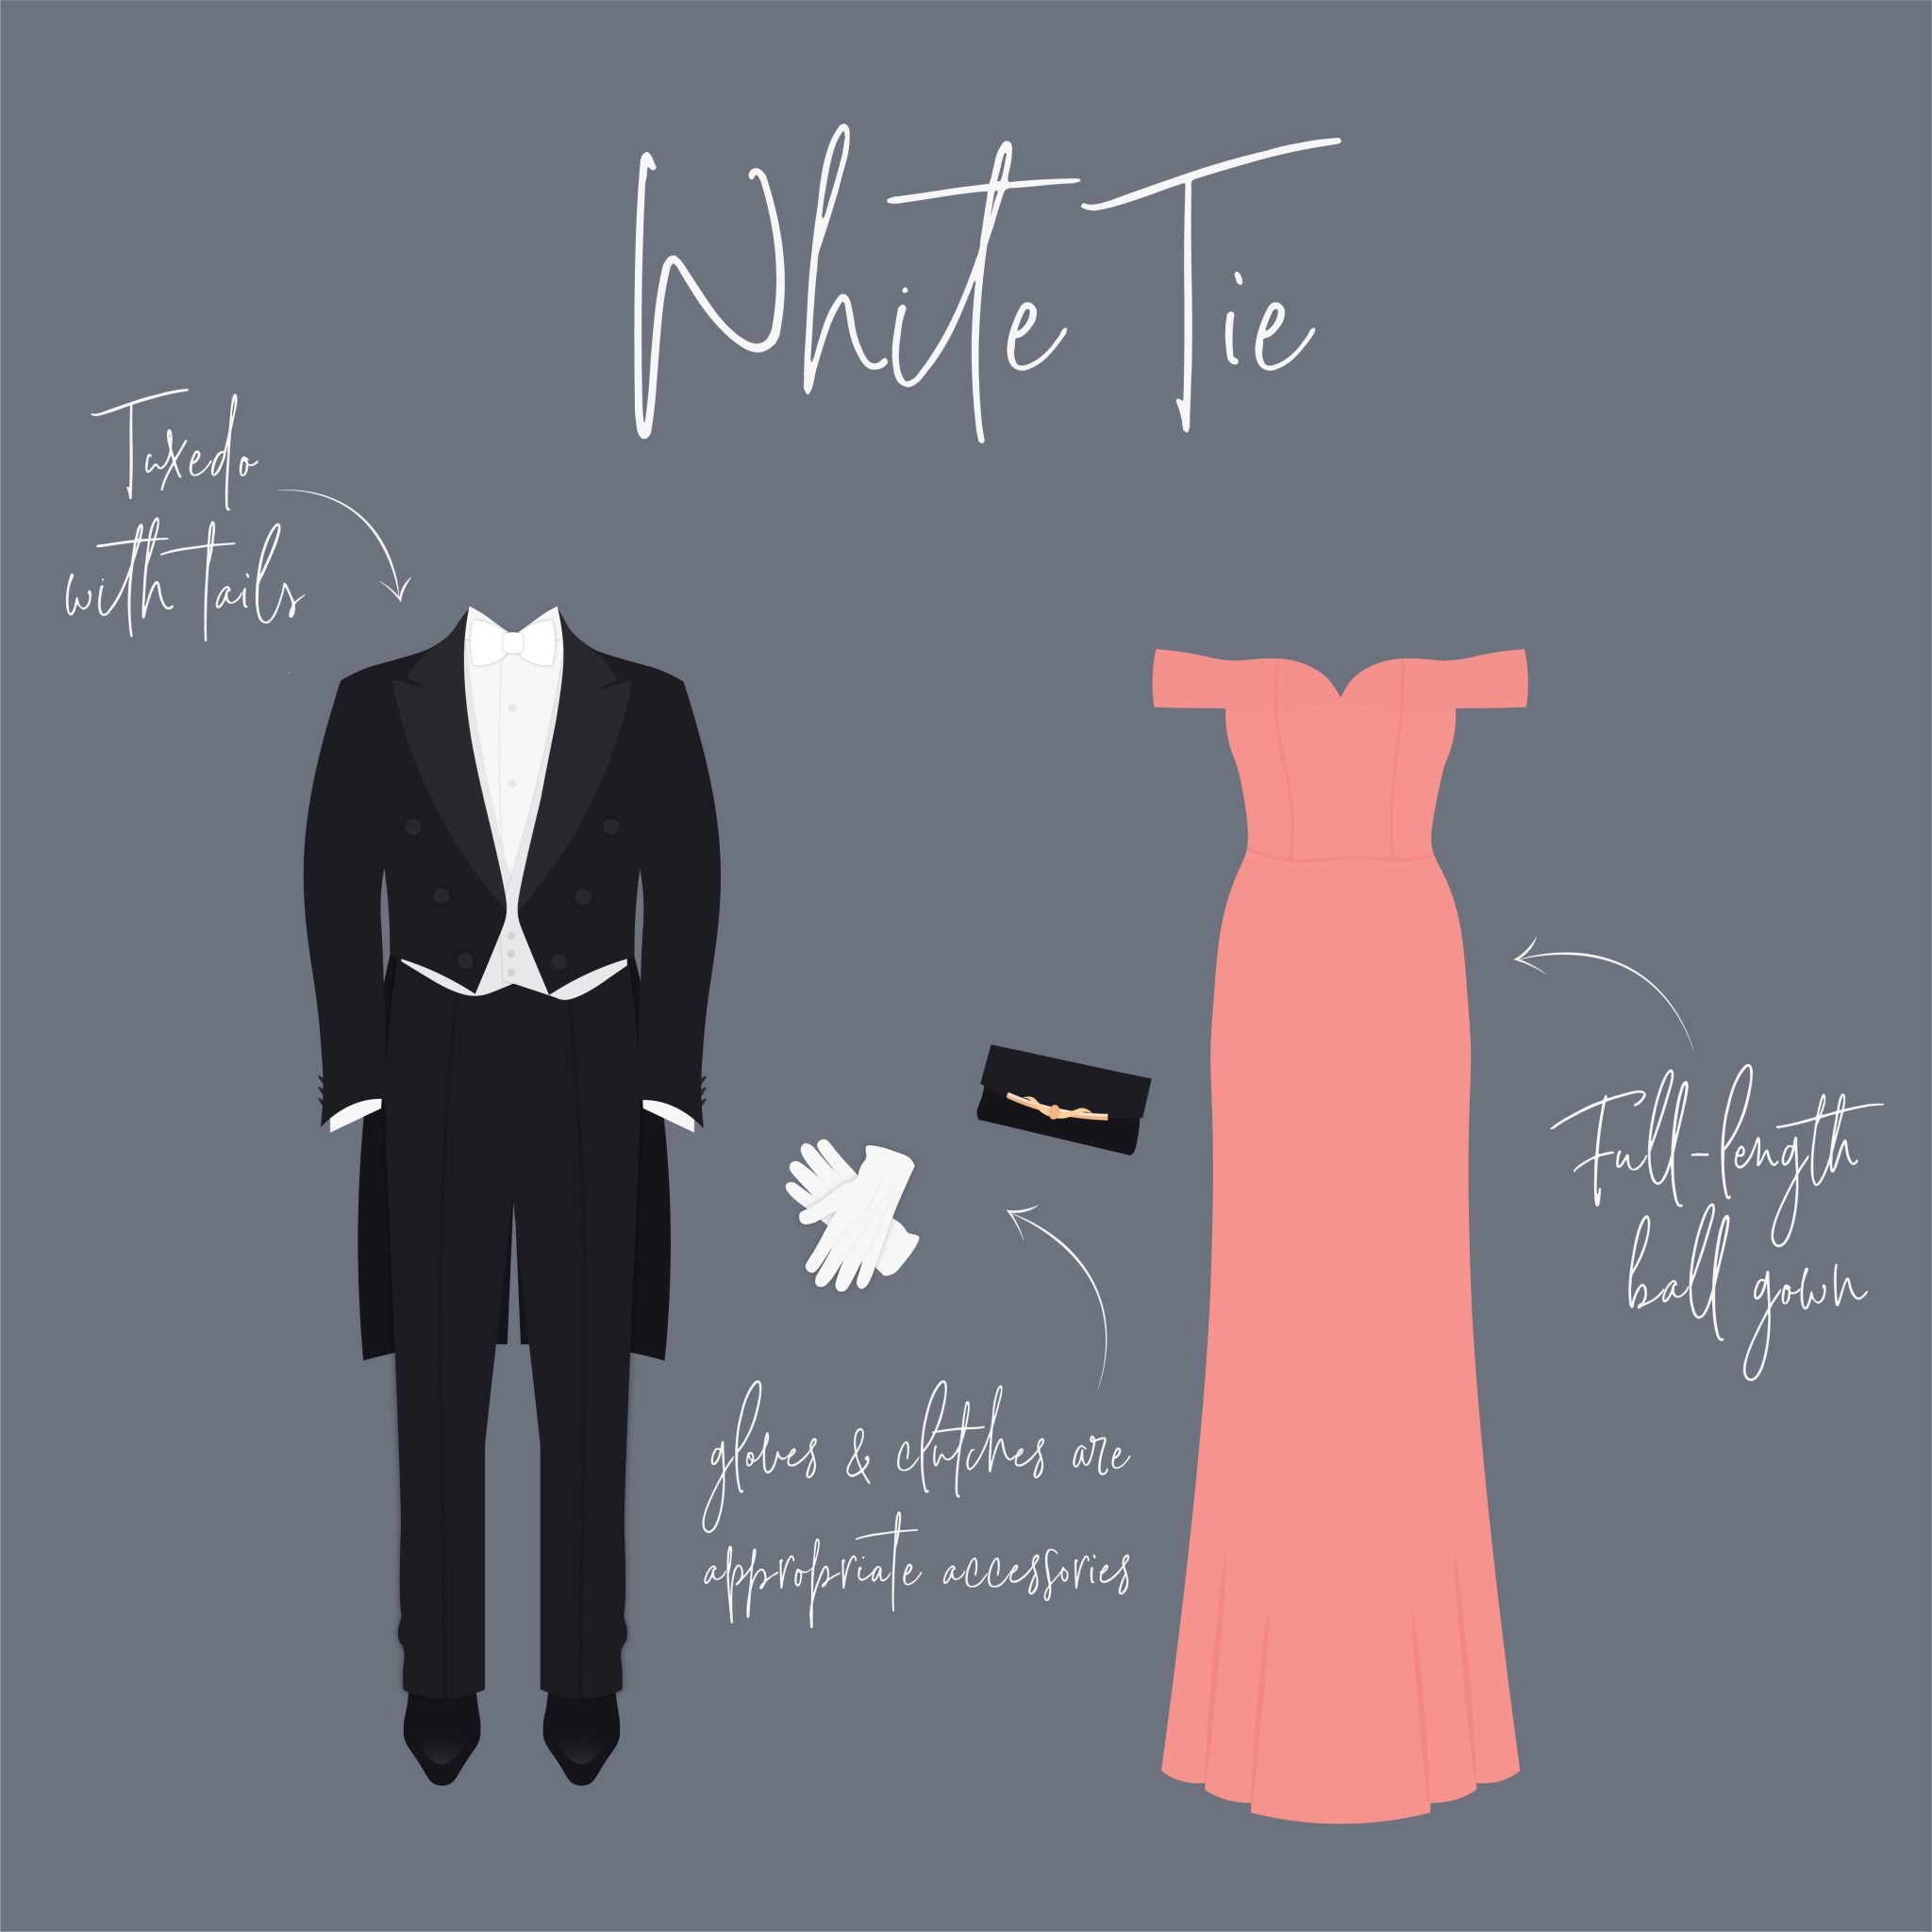 White Tie
Tuxedo
with tails
Full-length
ball gown
gloves & clutches are
appropriate accessories